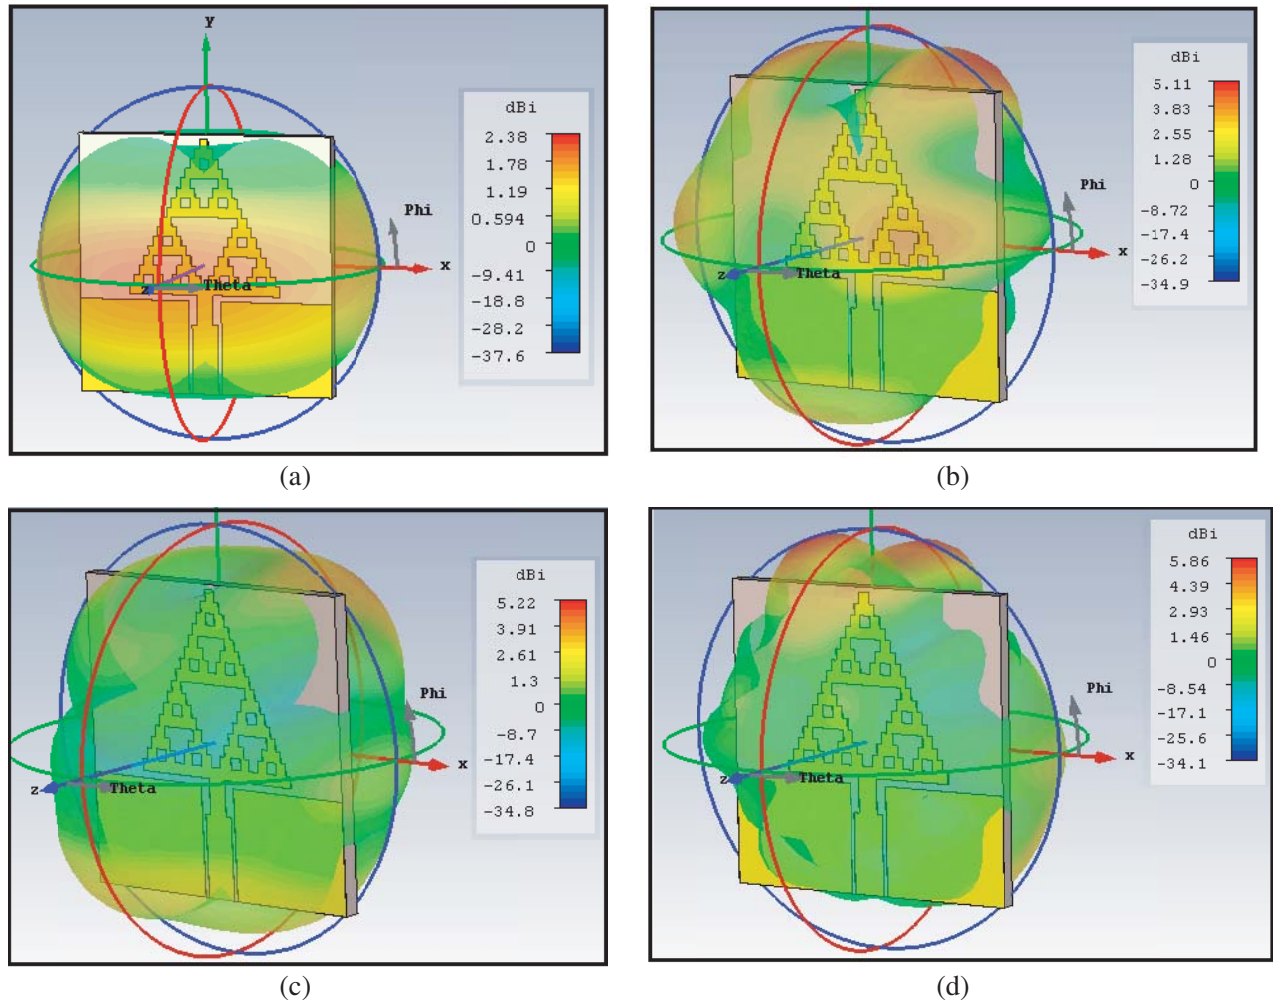 y
dBi
2.38
1.78
1.19
0.594
0
-9.41
-18.8
-28.2
-37.6
Phi
x
z
Theta
(a)
dBi
5.11
3.83
2.55
1.28
0
-8.72
-17.4
-26.2
-34.9
Phi
x
z
Theta
(b)
dBi
5.22
3.91
2.61
1.3
0
-8.7
-17.4
-26.1
-34.8
Phi
x
z
Theta
(c)
dBi
5.86
4.39
2.93
1.46
0
-8.54
-17.1
-25.6
-34.1
Phi
x
z
Theta
(d)